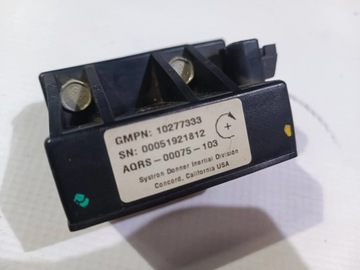 GMPN: 10277333
SN: 00051921812
AQRS-00075-103
Systron Donner Inertial Division
Concord, California USA